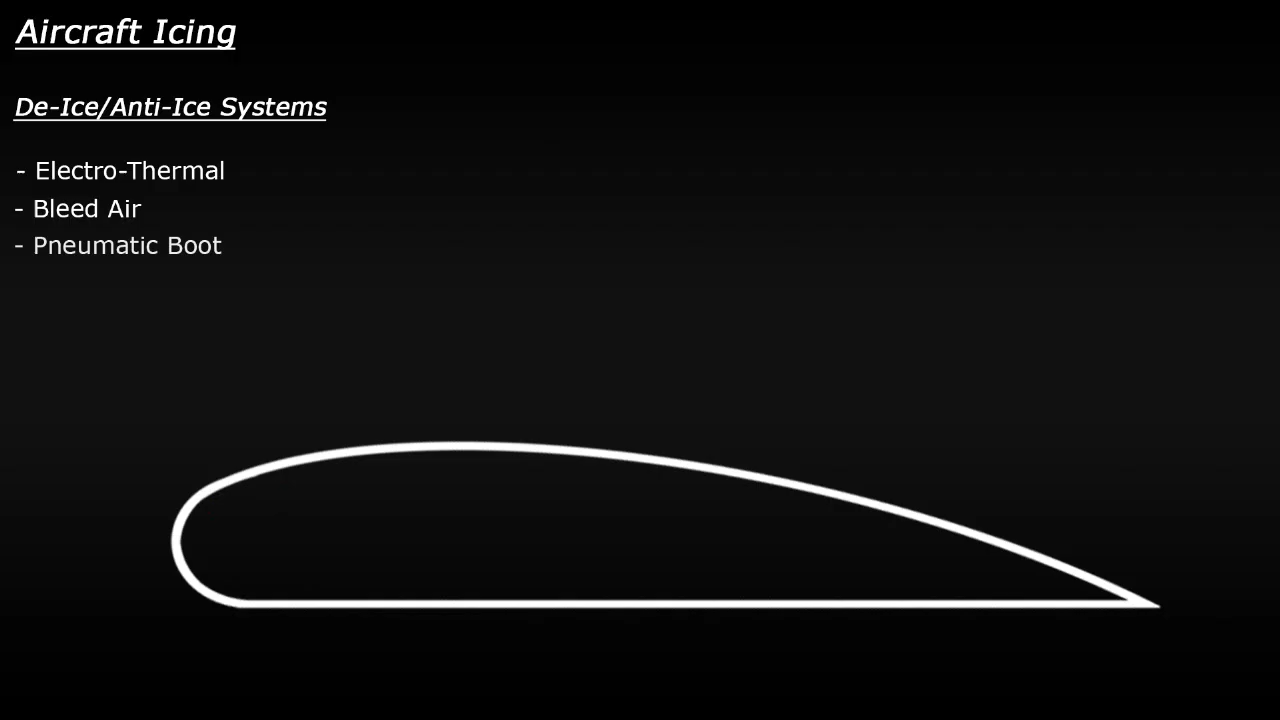 Aircraft Icing
De-Ice/Anti-Ice Systems
- Electro-Thermal
- Bleed Air
- Pneumatic Boot